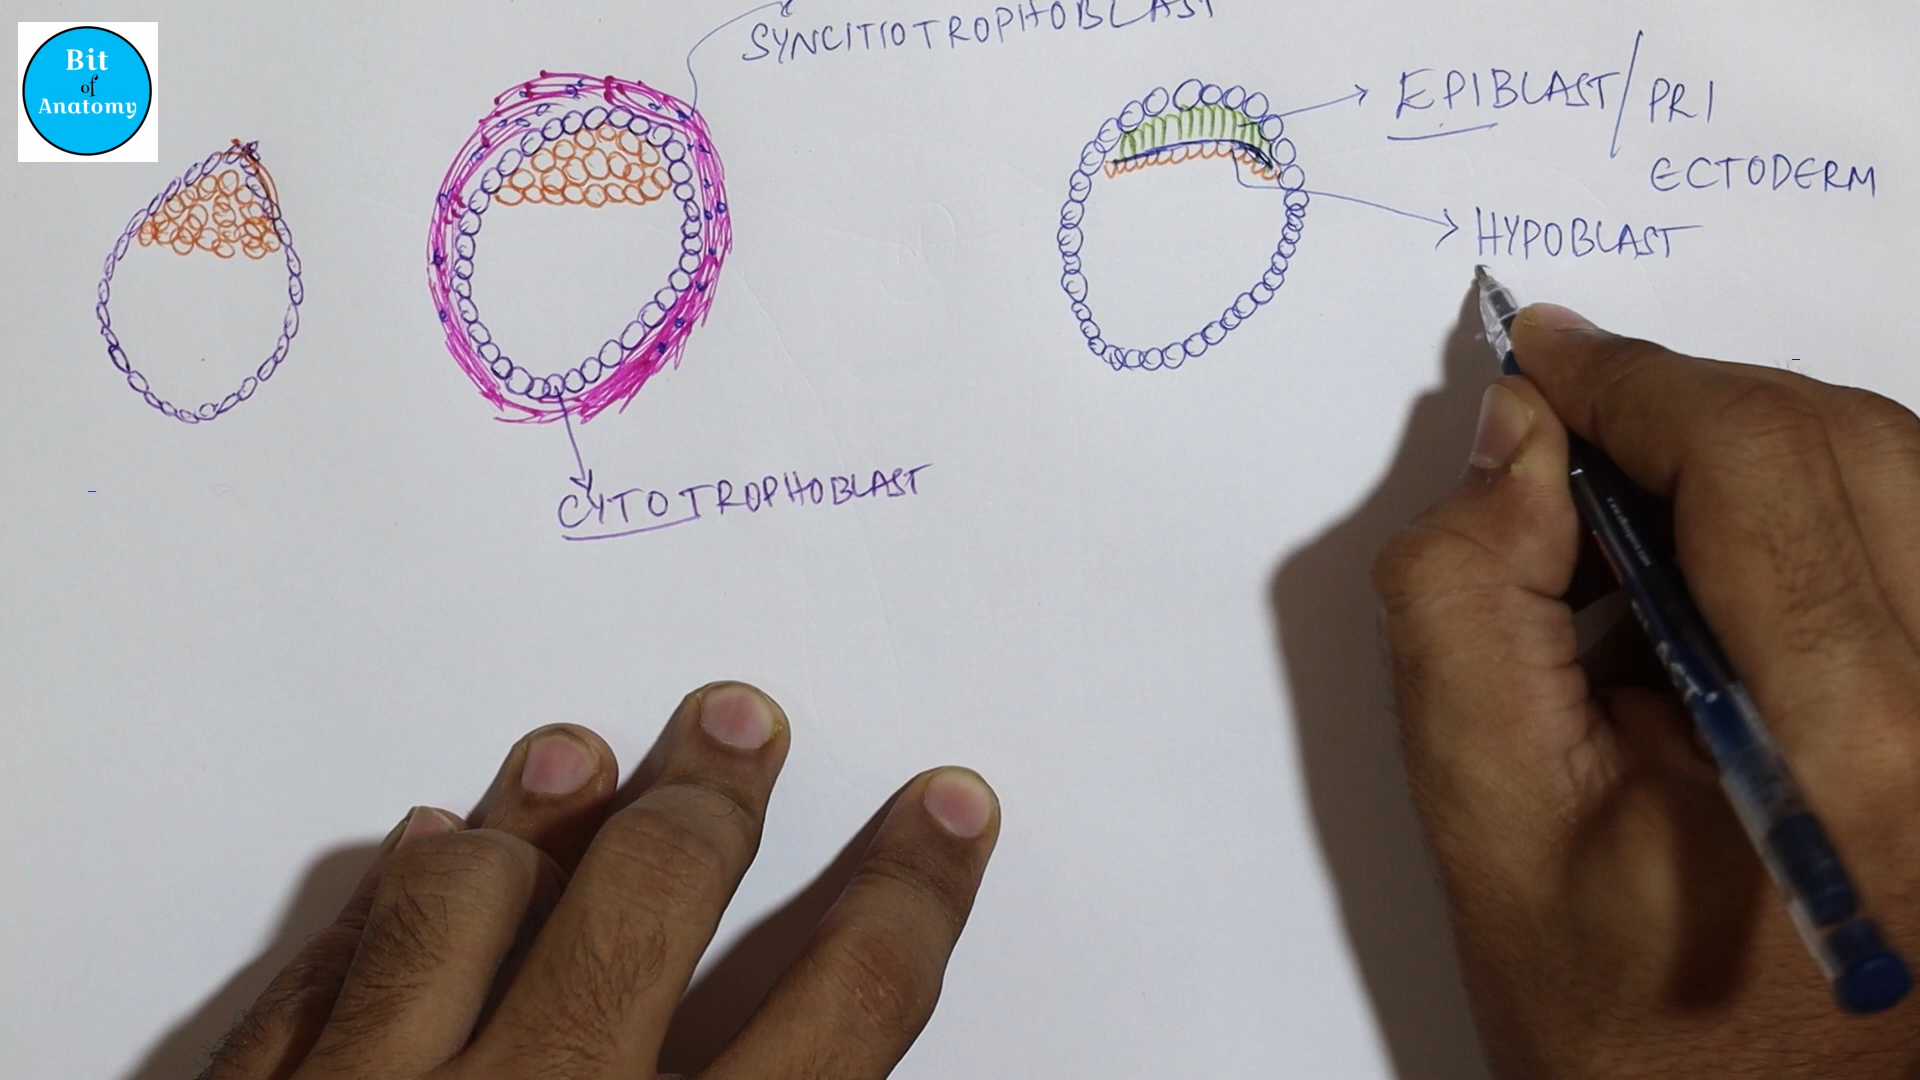 Bit
of
Anatomy
SYNCITIOTROPHOBLAST
EPIBLAST/PRI
ECTODERM
HYPOBLAST
CYTOTROPHOBLAST